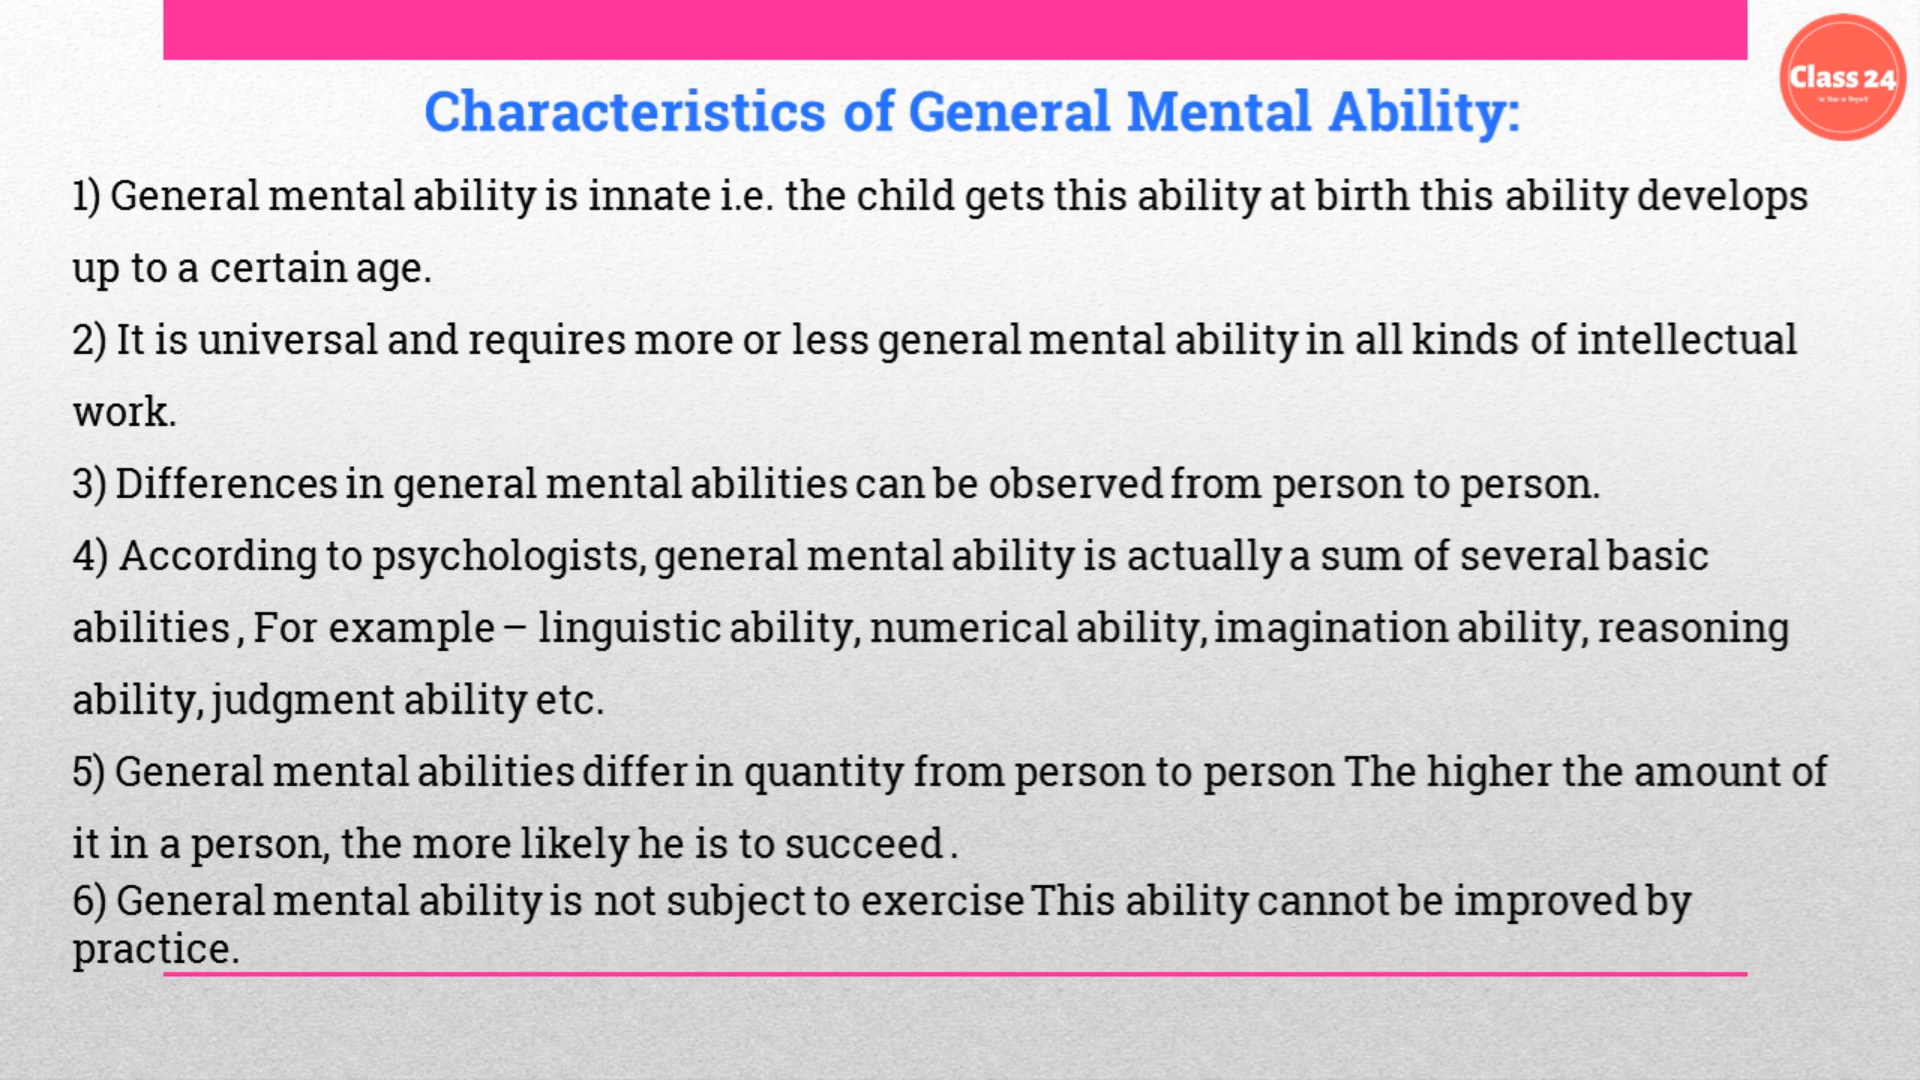 Class 24
Characteristics of General Mental Ability:
1) General mental ability is innate i.e. the child gets this ability at birth this ability develops
up to a certain age.
2) It is universal and requires more or less general mental ability in all kinds of intellectual
work.
3) Differences in general mental abilities can be observed from person to person.
4) According to psychologists, general mental ability is actually a sum of several basic
abilities , For example – linguistic ability, numerical ability, imagination ability, reasoning
ability, judgment ability etc.
5) General mental abilities differ in quantity from person to person The higher the amount of
it in a person, the more likely he is to succeed .
6) General mental ability is not subject to exercise This ability cannot be improved by
practice.